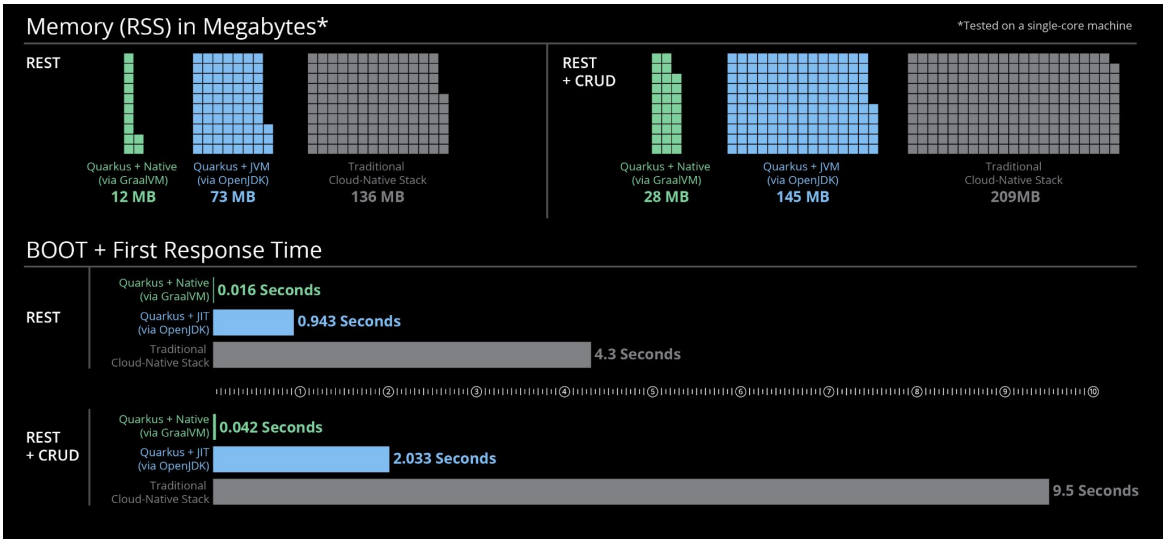 Memory (RSS) in Megabytes*
*Tested on a single-core machine
REST
Quarkus + Native
(via GraalVM)
12 MB
Quarkus + JVM
(via OpenJDK)
73 MB
Traditional
Cloud-Native Stack
136 MB
REST
+ CRUD
Quarkus + Native
(via GraalVM)
28 MB
Quarkus + JVM
(via OpenJDK)
145 MB
Traditional
Cloud-Native Stack
209MB
BOOT + First Response Time
REST
Quarkus + Native
(via GraalVM)
0.016 Seconds
Quarkus + JIT
(via OpenJDK)
0.943 Seconds
Traditional
Cloud-Native Stack
4.3 Seconds
1 2 3 4 5 6 7 8 9 10
REST
+ CRUD
Quarkus + Native
(via GraalVM)
0.042 Seconds
Quarkus + JIT
(via OpenJDK)
2.033 Seconds
Traditional
Cloud-Native Stack
9.5 Seconds